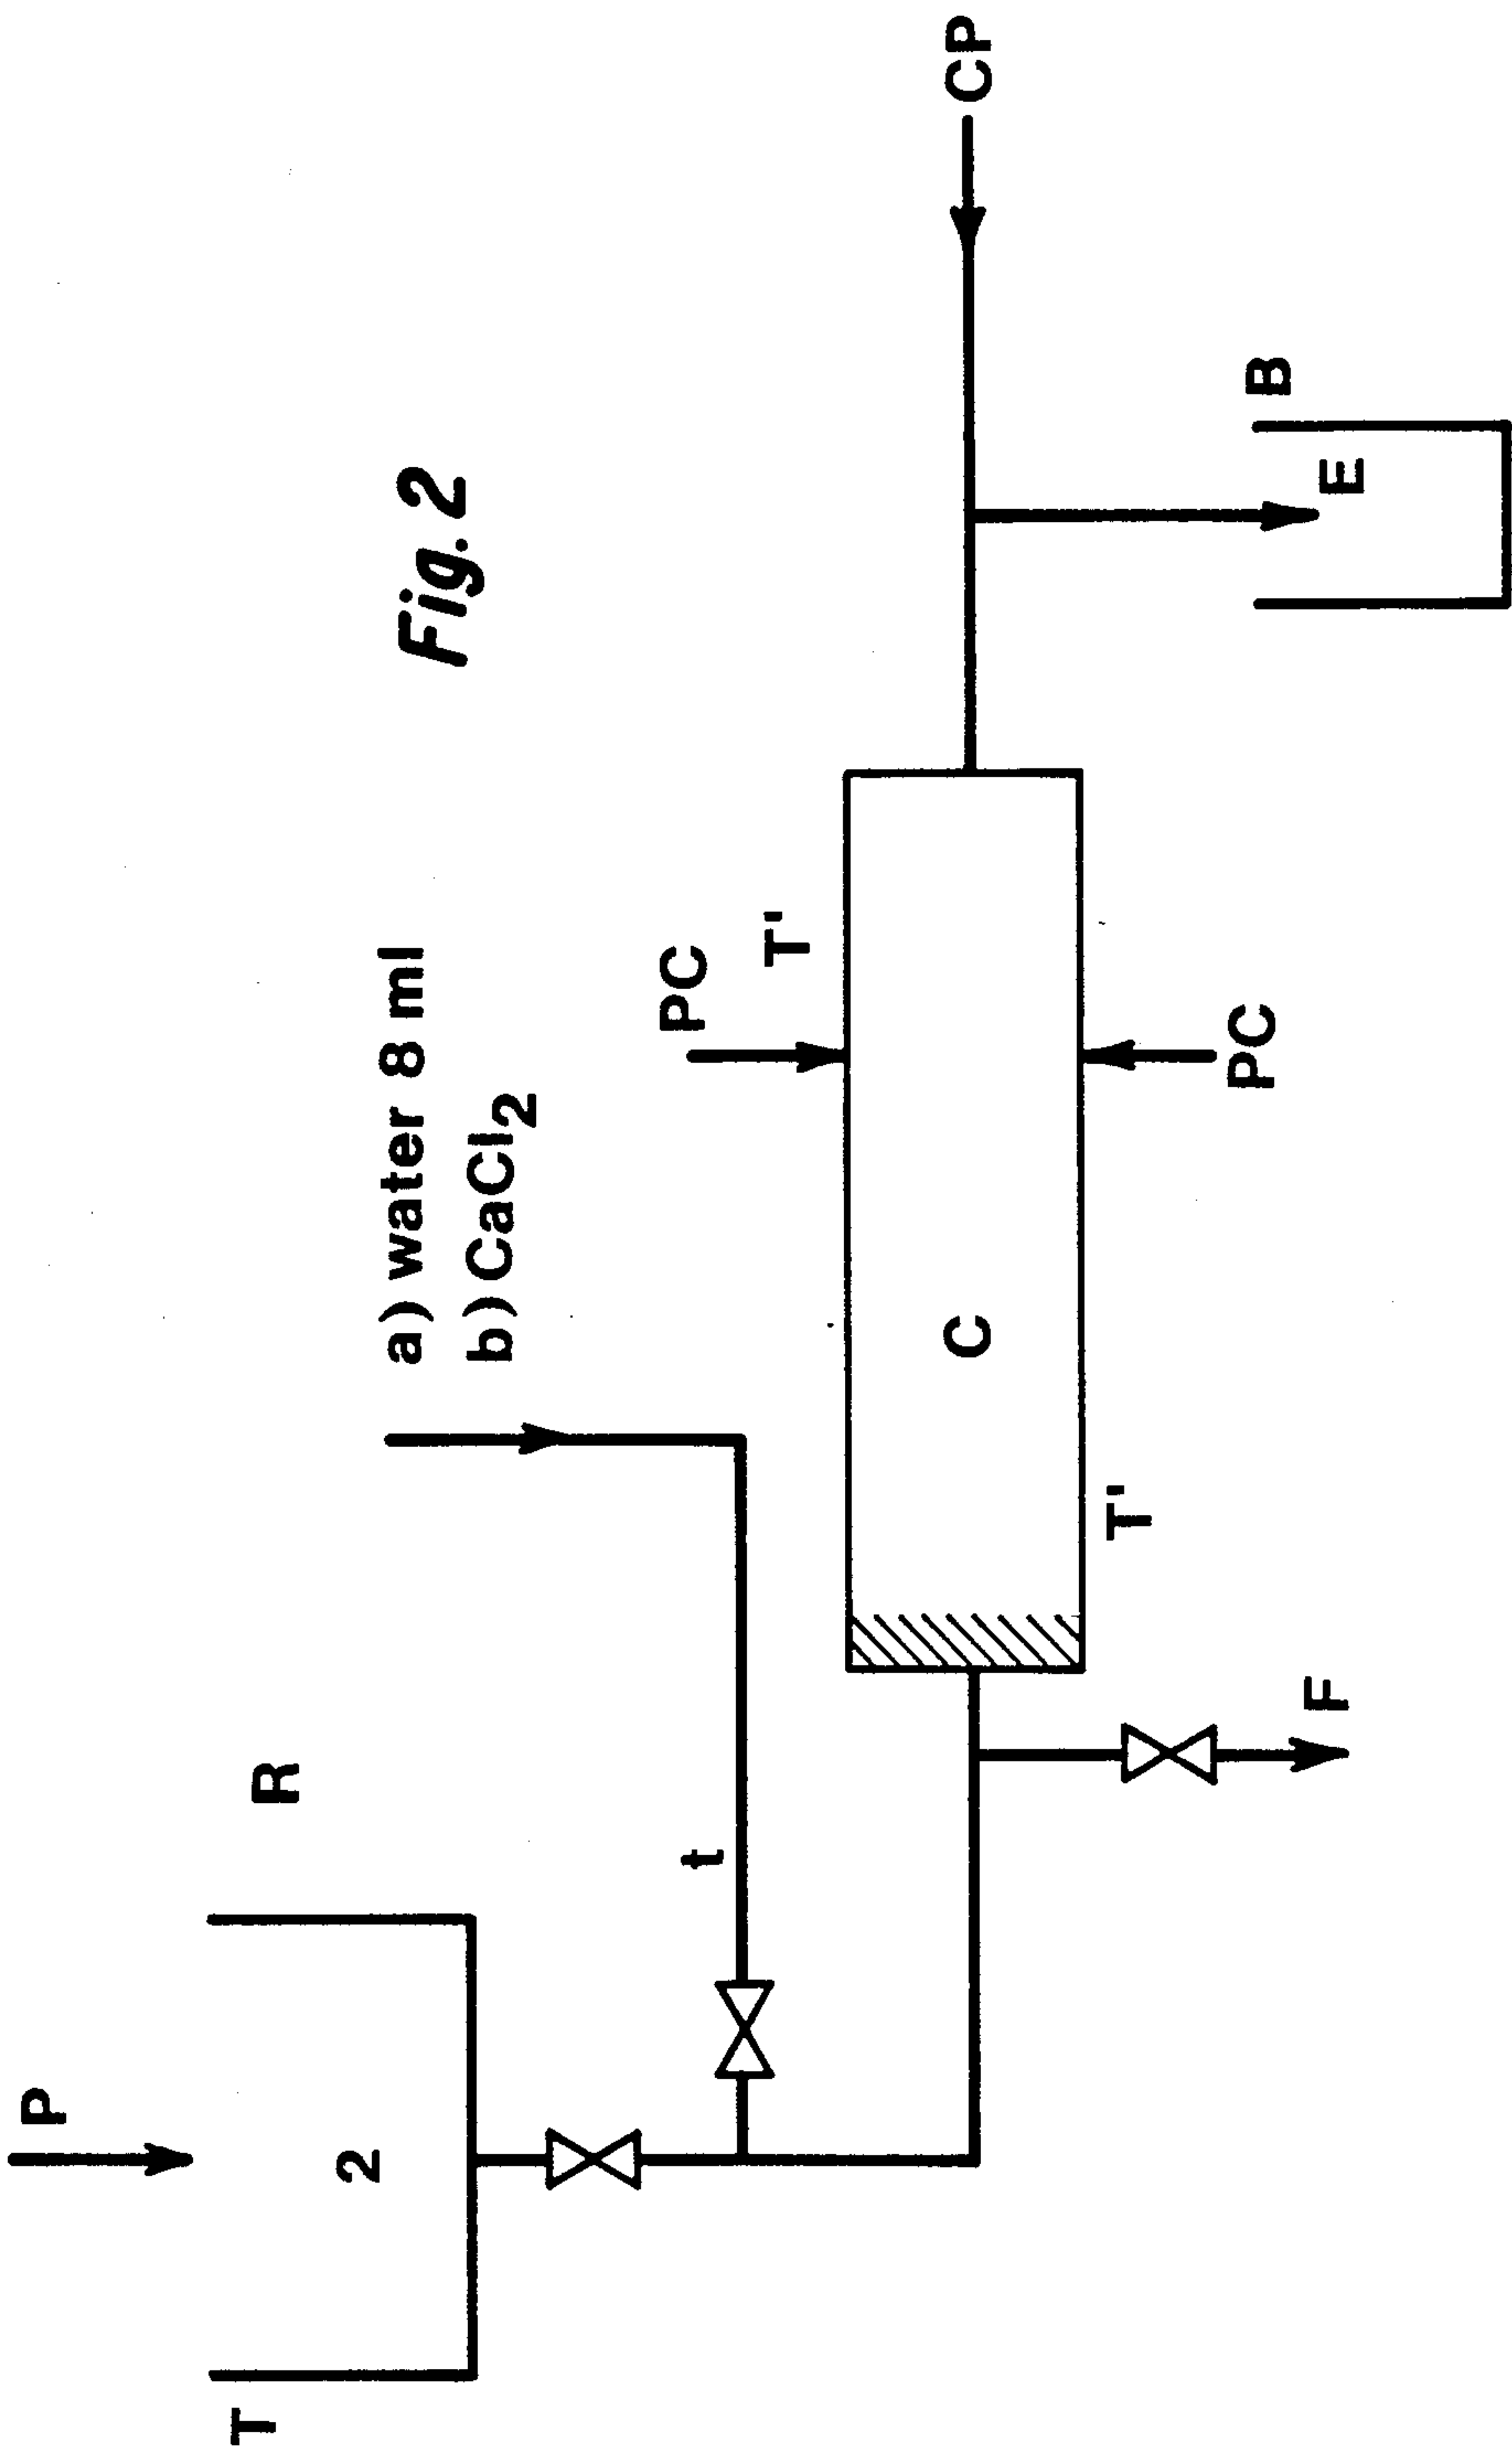 P
T
R
2
a) water 8 ml
b) CaCl₂
Fig. 2
t
PC
T'
C
CP
T'
PC
B
F
E